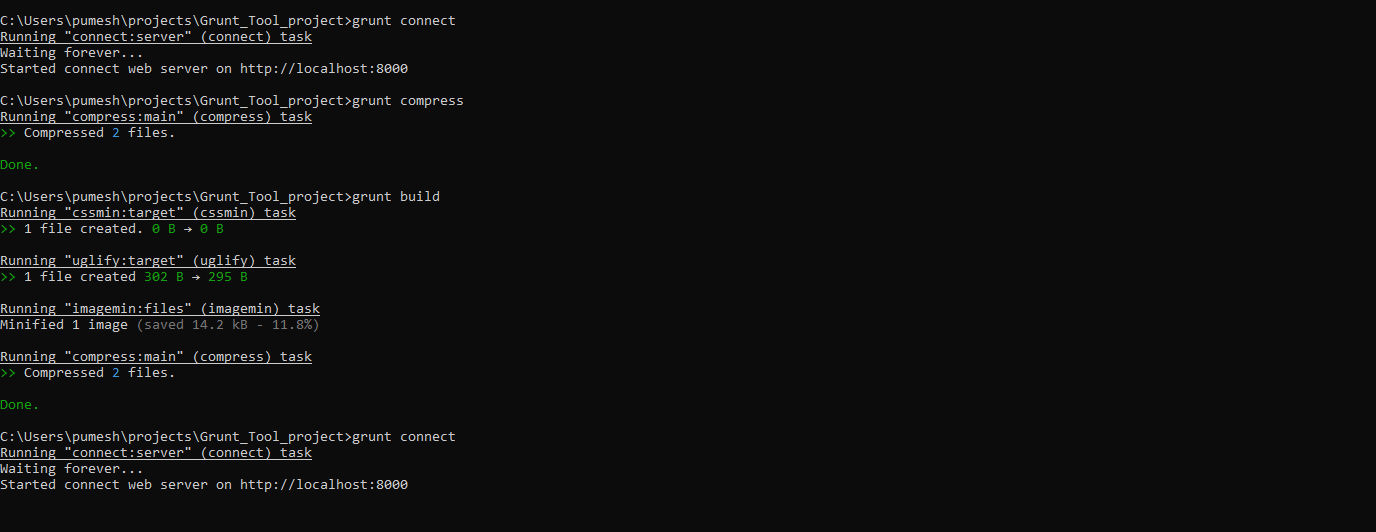 C:\Users\pumesh\projects\Grunt_Tool_project>grunt connect
Running "connect:server" (connect) task
Waiting forever...
Started connect web server on http://localhost:8000
C:\Users\pumesh\projects\Grunt_Tool_project>grunt compress
Running "compress:main" (compress) task
>> Compressed 2 files.
Done.
C:\Users\pumesh\projects\Grunt_Tool_project>grunt build
Running "cssmin:target" (cssmin) task
>> 1 file created. 0 B → 0 B
Running "uglify:target" (uglify) task
>> 1 file created 302 B → 295 B
Running "imagemin:files" (imagemin) task
Minified 1 image (saved 14.2 kB - 11.8%)
Running "compress:main" (compress) task
>> Compressed 2 files.
Done.
C:\Users\pumesh\projects\Grunt_Tool_project>grunt connect
Running "connect:server" (connect) task
Waiting forever...
Started connect web server on http://localhost:8000